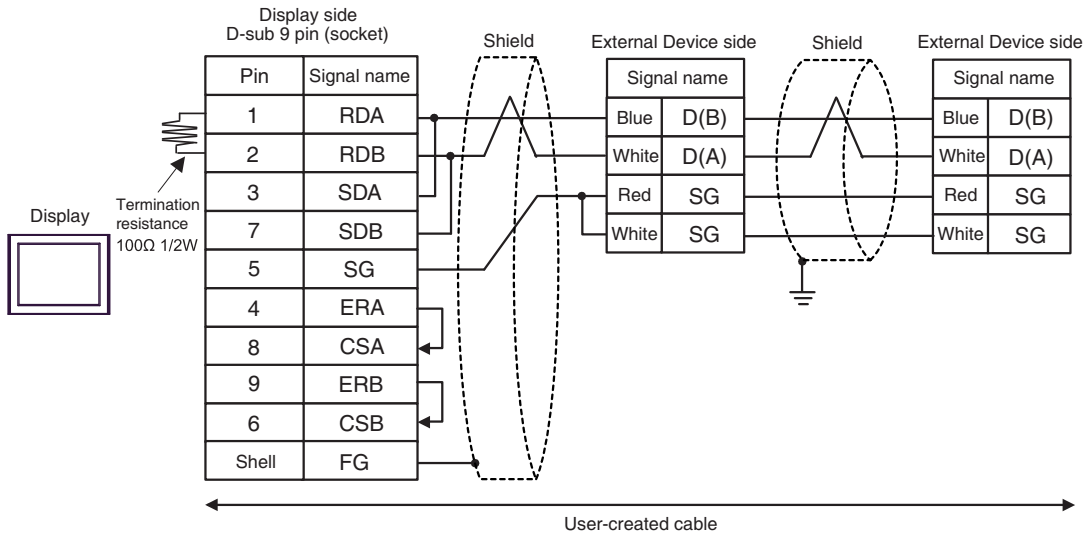 Display side
D-sub 9 pin (socket)
Shield
External Device side
Shield
External Device side
Pin Signal name
Signal name
Signal name
1 RDA
Blue D(B)
Blue D(B)
2 RDB
White D(A)
White D(A)
3 SDA
Red SG
Red SG
7 SDB
White SG
White SG
5 SG
4 ERA
8 CSA
9 ERB
6 CSB
Shell FG
Termination
resistance
100Ω 1/2W
Display
User-created cable